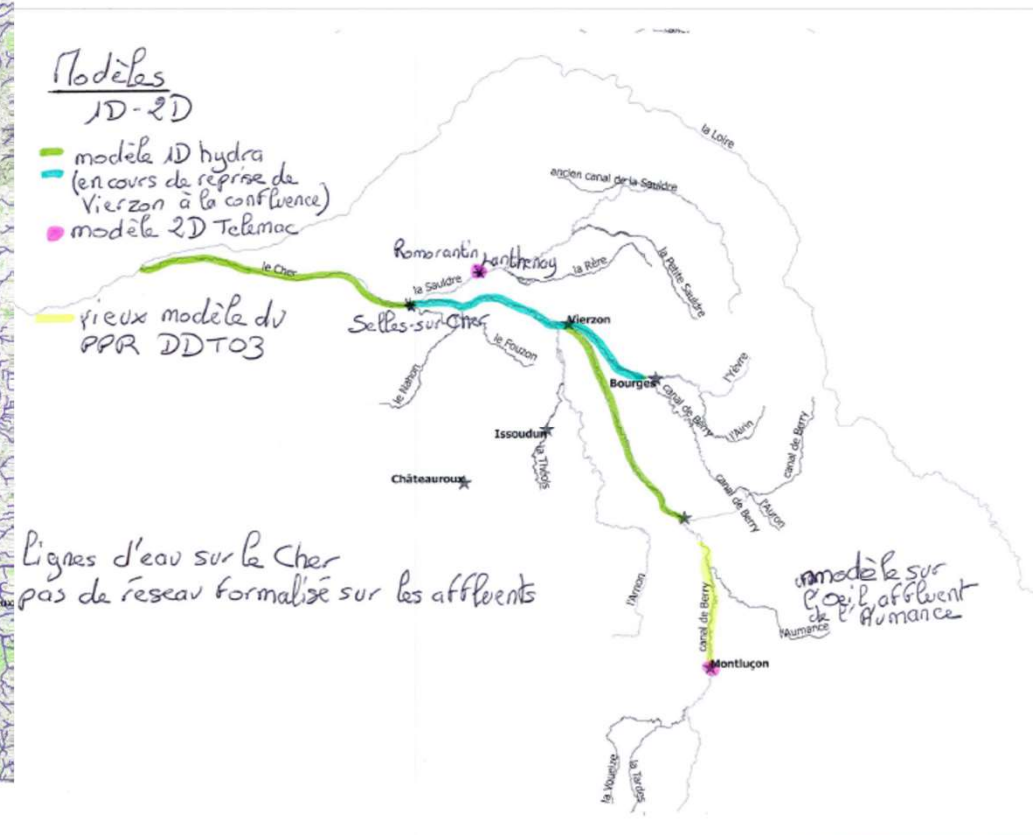 Modèles
1D-2D
modèle 1D hydra
(en cours de reprise de
Vierzon à la confluence)
modèle 2D Telemac
vieux modèle du
PPR DDT03
la Loire
ancien canal de la Sauldre
la Petite Sauldre
la Rère
Romorantin Lanthenay
la Sauldre
le Cher
Selles-sur-Cher
le Fouzon
le Nahon
Vierzon
Bourges
l'Yèvre
canal de Berry
l'Airin
canal de Berry
Issoudun
la Théols
Châteauroux
canal de Berry
l'Auron
Lignes d'eau sur le Cher
pas de réseau formalisé sur les affluents
l'Arnon
canal de Berry
un modèle sur
l'oeil affluent
de l'Aumance
l'Aumance
Montluçon
la Voueize
la Tardes